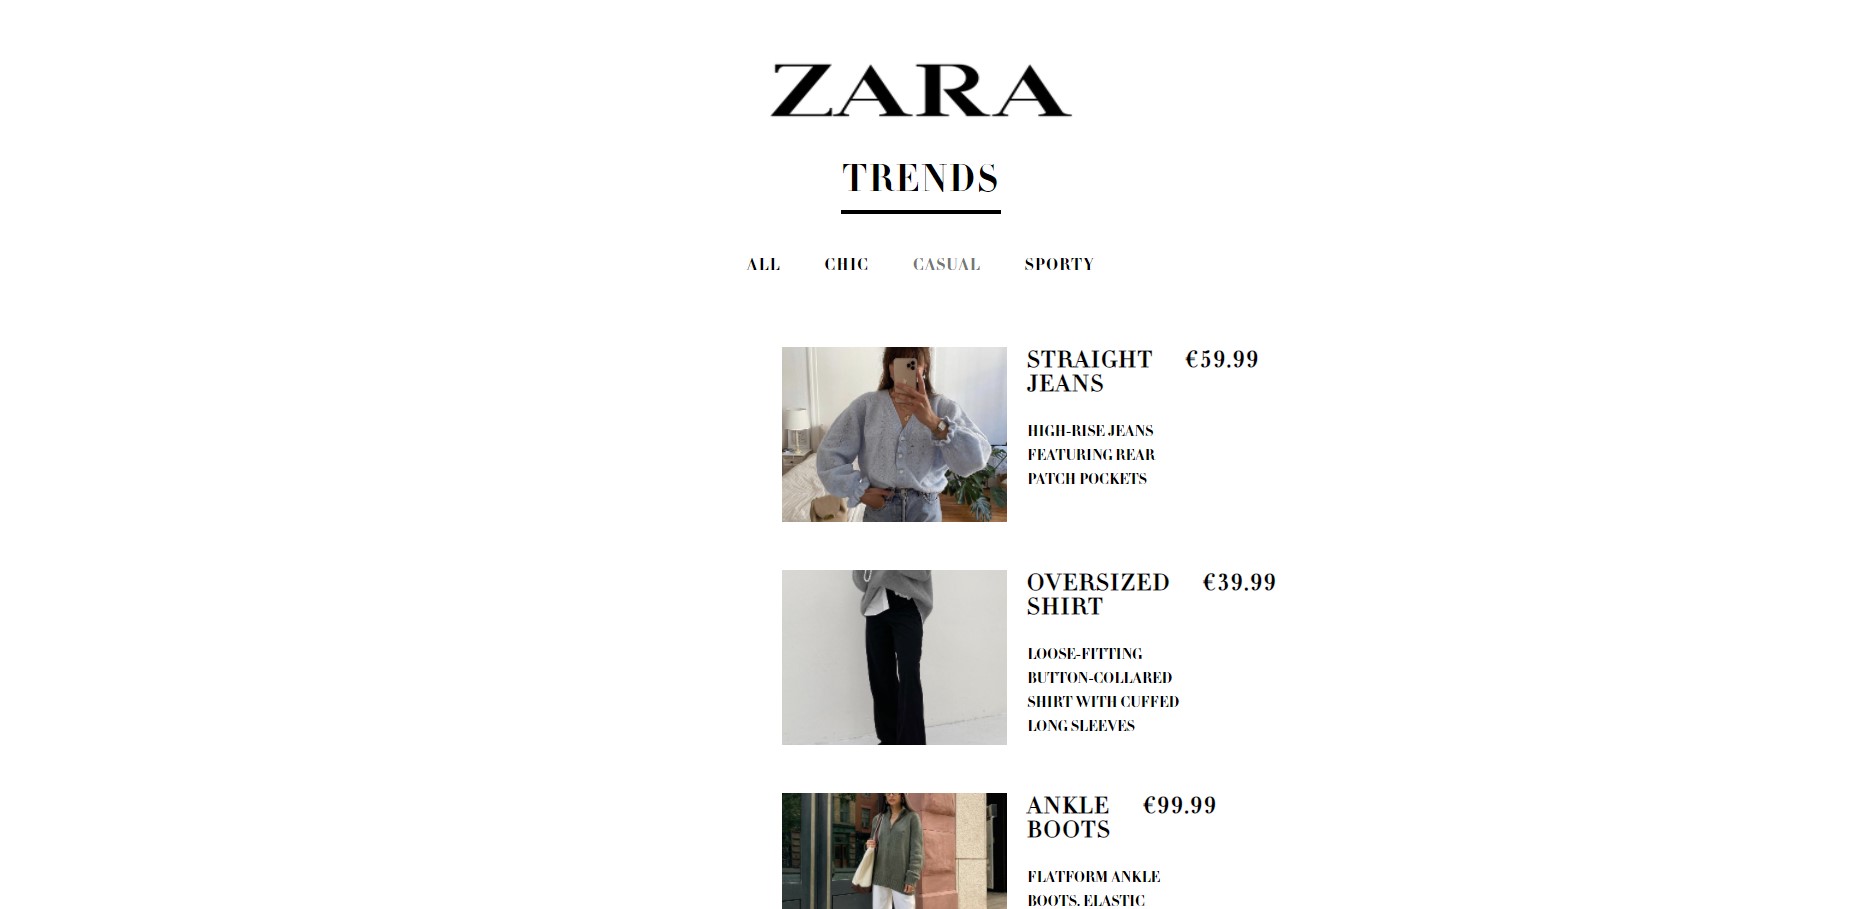 ZARA
TRENDS
ALL CHIC CASUAL SPORTY
STRAIGHT €59.99
JEANS
HIGH-RISE JEANS
FEATURING REAR
PATCH POCKETS
OVERSIZED €39.99
SHIRT
LOOSE-FITTING
BUTTON-COLLARED
SHIRT WITH CUFFED
LONG SLEEVES
ANKLE €99.99
BOOTS
FLATFORM ANKLE
BOOTS. ELASTIC